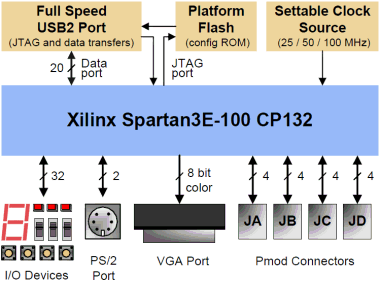 Full Speed
USB2 Port
(JTAG and data transfers)
Platform
Flash
(config ROM)
Settable Clock
Source
(25 / 50 / 100 MHz)
20
Data
port
JTAG
port
Xilinx Spartan3E-100 CP132
32
2
8 bit
color
4
4
4
4
JA
JB
JC
JD
I/O Devices
PS/2
Port
VGA Port
Pmod Connectors